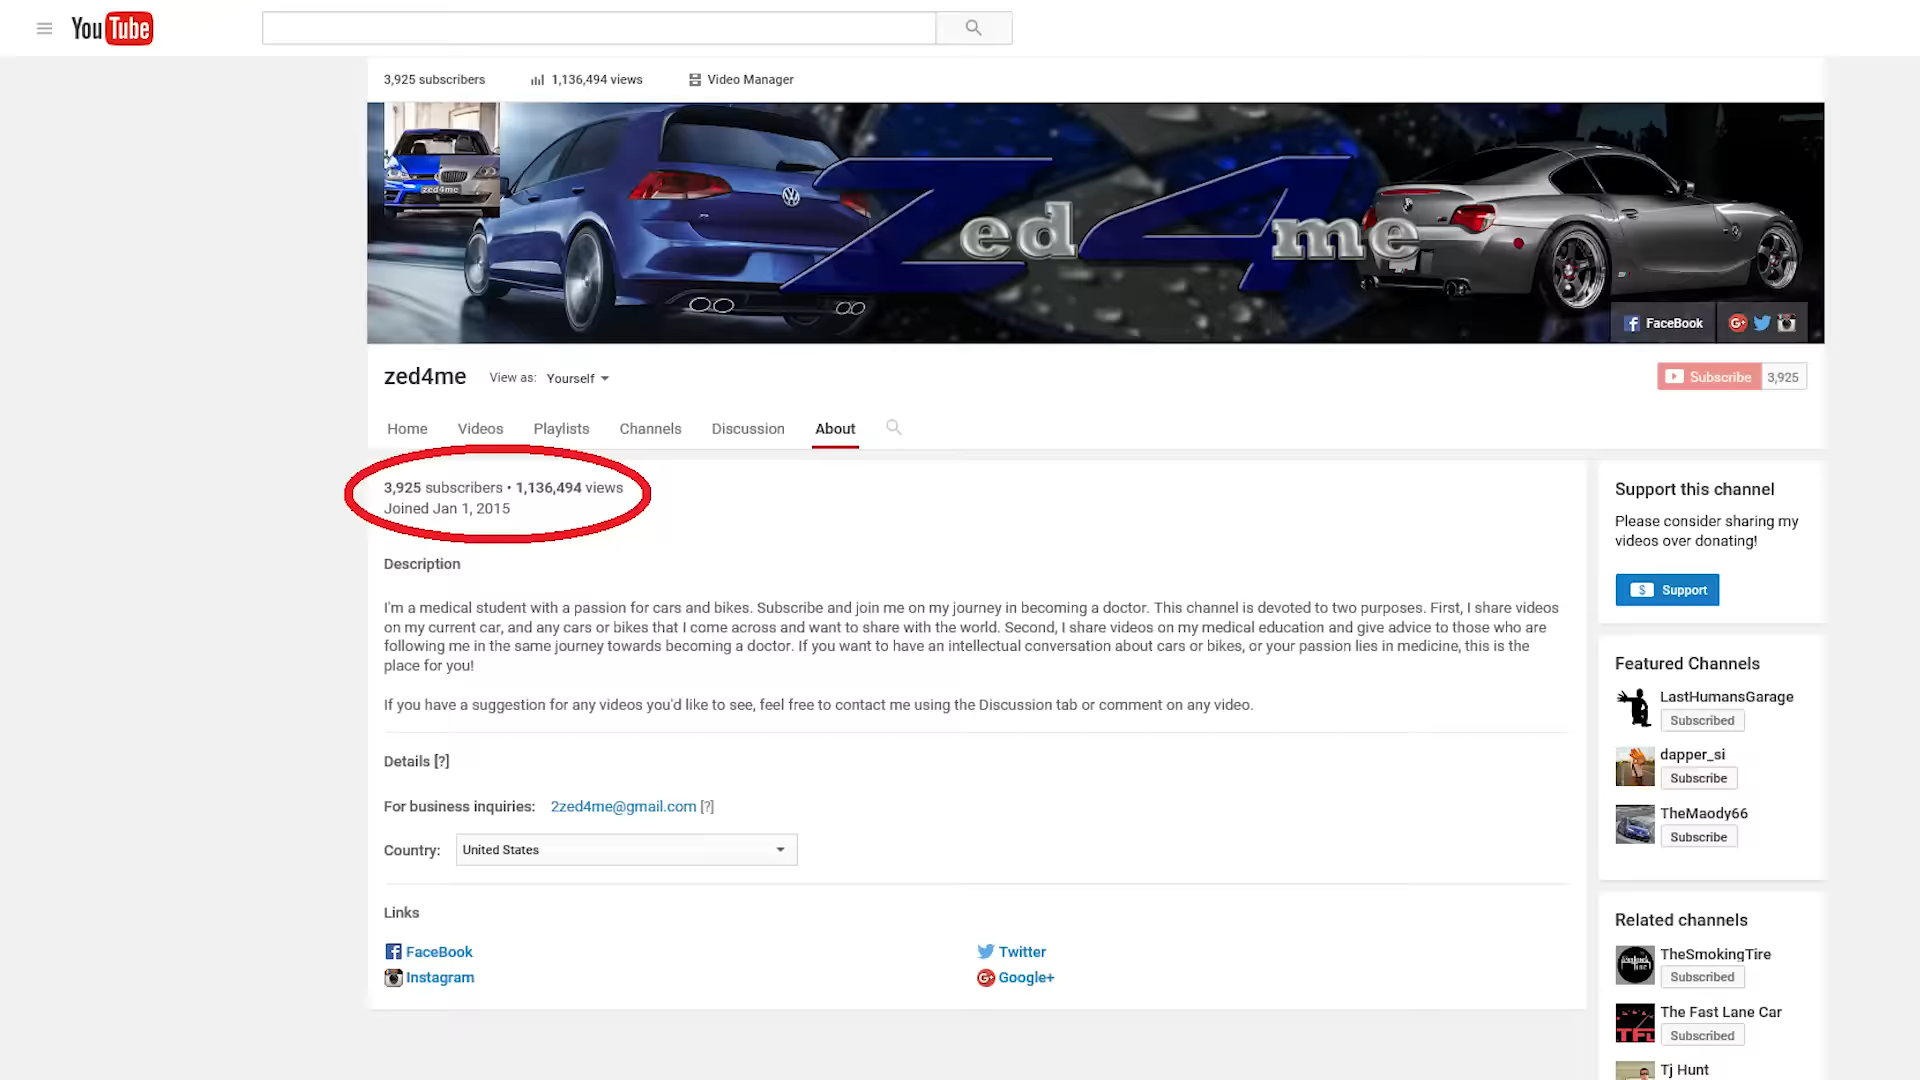 YouTube
3,925 subscribers
1,136,494 views
Video Manager
zed4me
Zed4me
FaceBook
zed4me
View as: Yourself
Subscribe 3,925
Home Videos Playlists Channels Discussion About
3,925 subscribers • 1,136,494 views
Joined Jan 1, 2015
Description
I'm a medical student with a passion for cars and bikes. Subscribe and join me on my journey in becoming a doctor. This channel is devoted to two purposes. First, I share videos
on my current car, and any cars or bikes that I come across and want to share with the world. Second, I share videos on my medical education and give advice to those who are
following me in the same journey towards becoming a doctor. If you want to have an intellectual conversation about cars or bikes, or your passion lies in medicine, this is the
place for you!
If you have a suggestion for any videos you'd like to see, feel free to contact me using the Discussion tab or comment on any video.
Details [?]
For business inquiries: 2zed4me@gmail.com [?]
Country: United States
Links
FaceBook
Twitter
Instagram
Google+
Support this channel
Please consider sharing my
videos over donating!
$ Support
Featured Channels
LastHumansGarage
Subscribed
dapper_si
Subscribe
TheMaody66
Subscribe
Related channels
TheSmokingTire
Subscribed
The Fast Lane Car
TFL
Subscribed
Tj Hunt